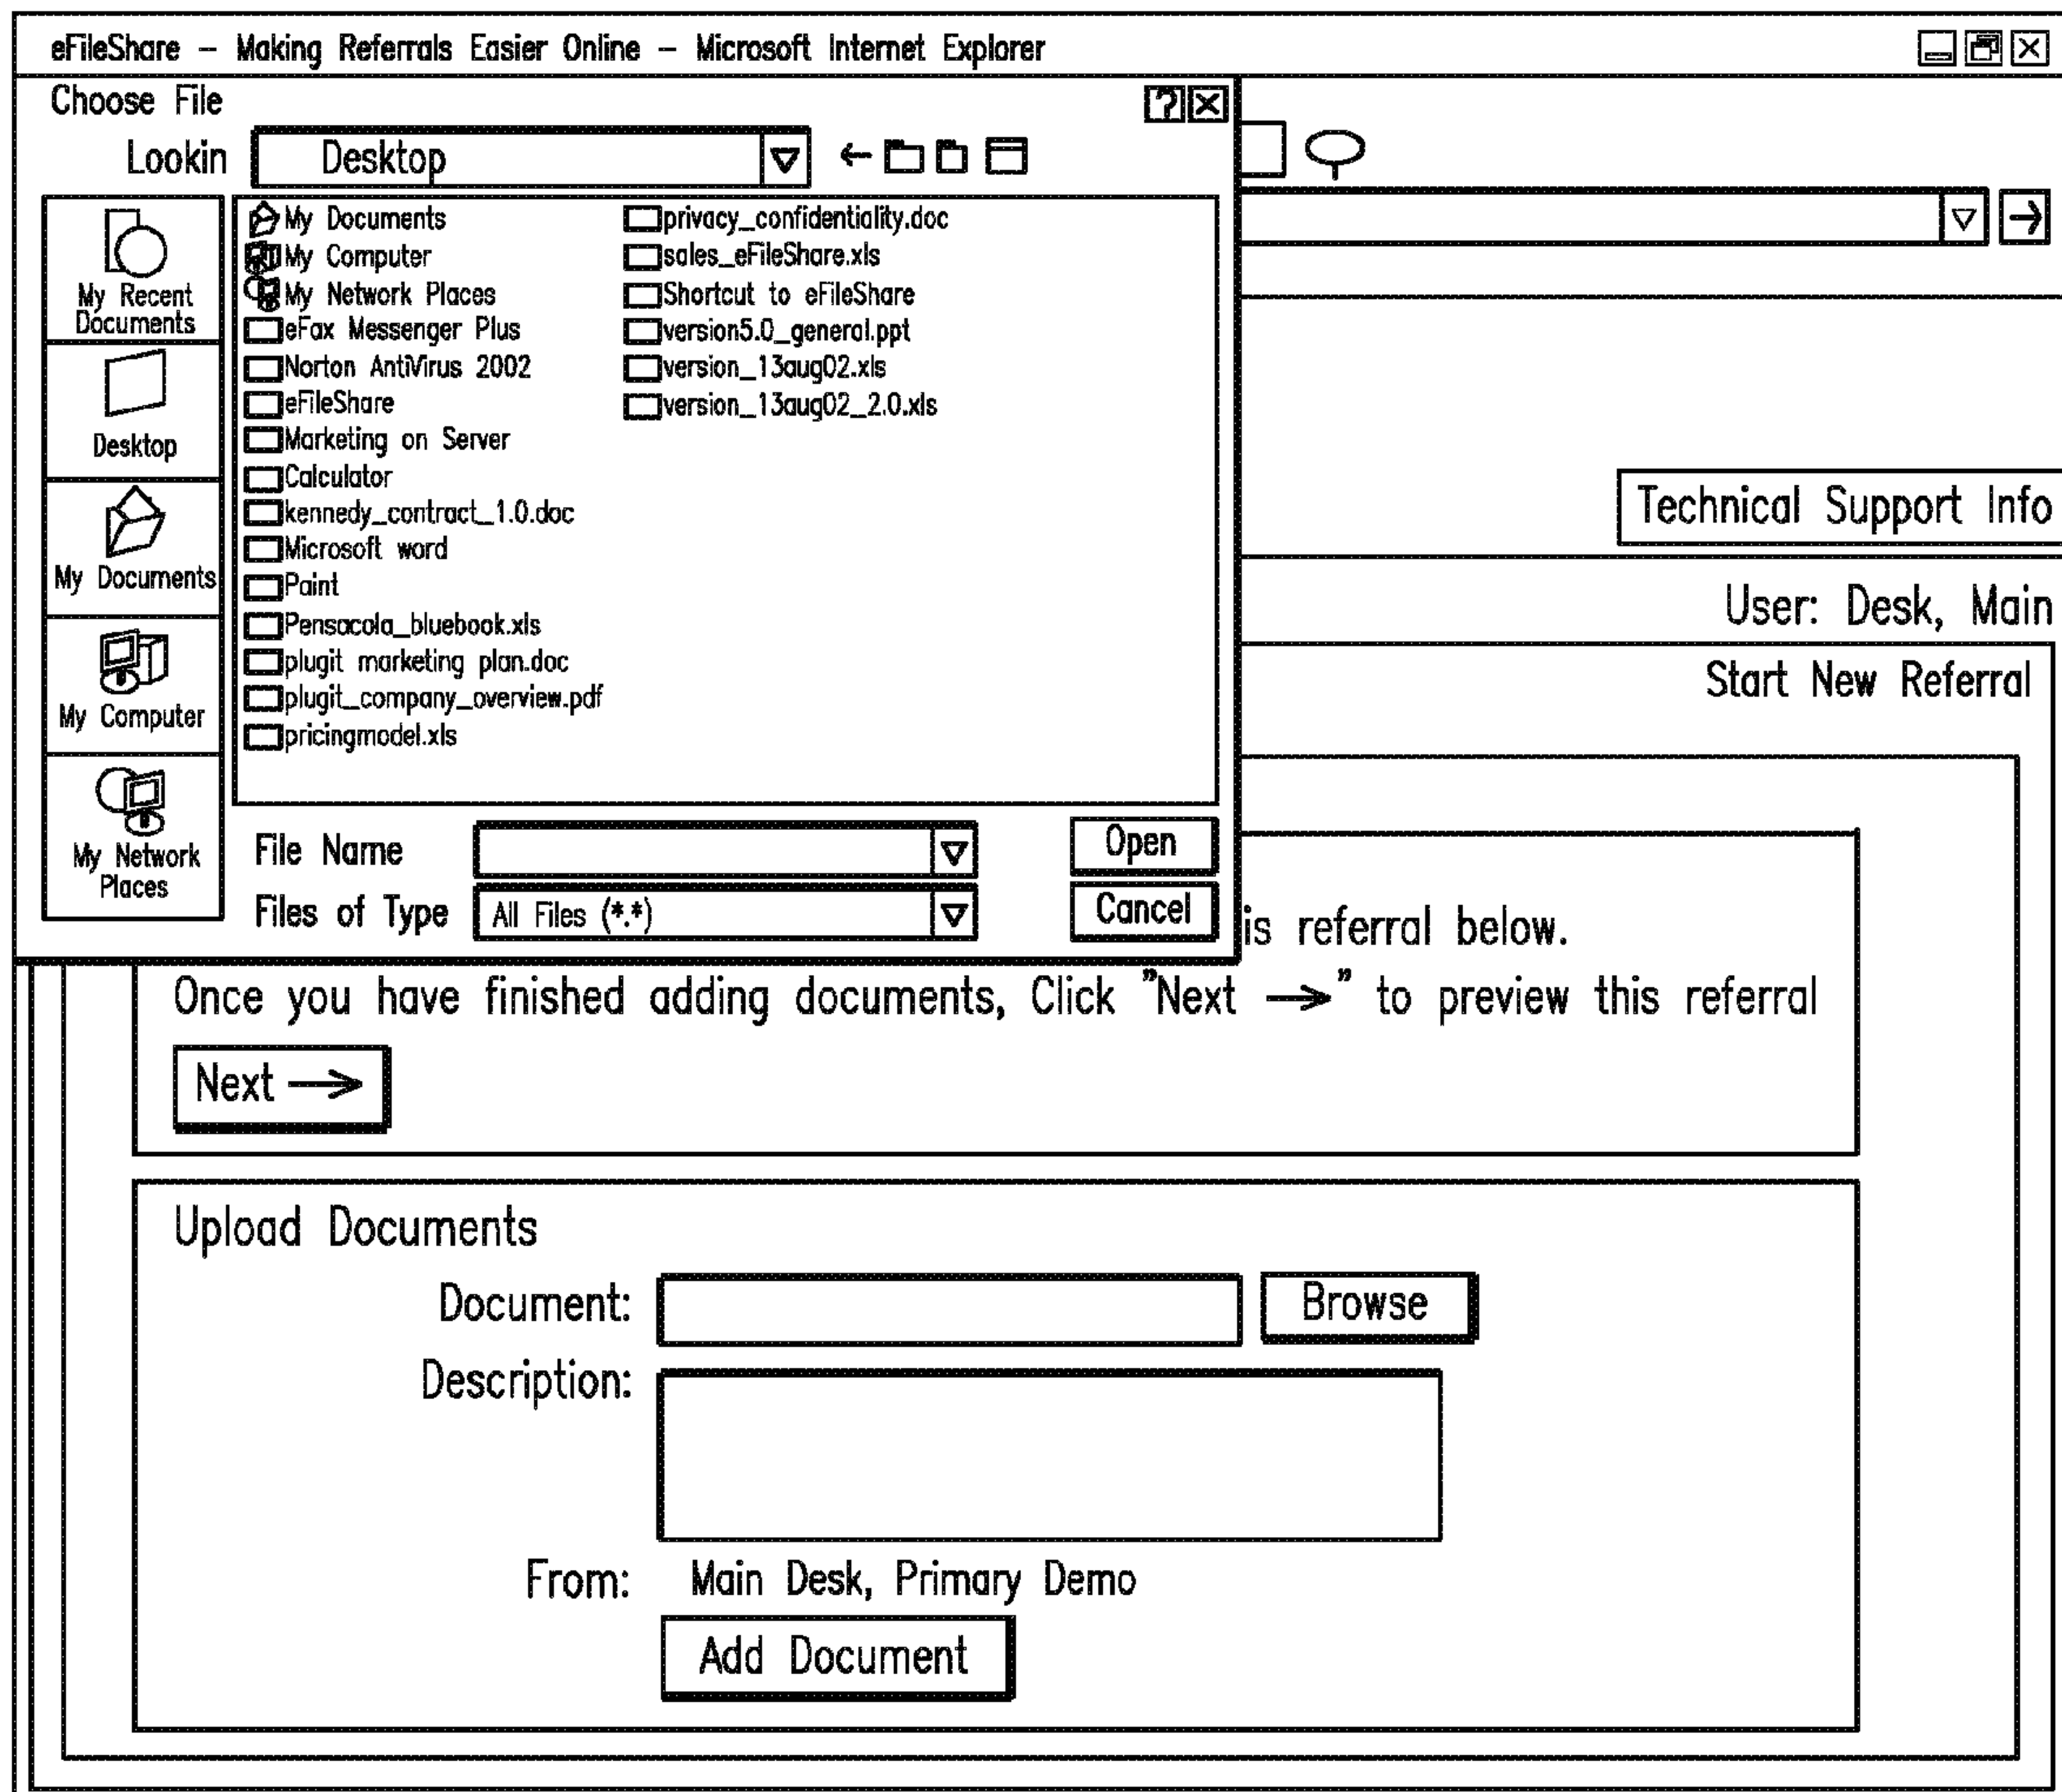 eFileShare – Making Referrals Easier Online – Microsoft Internet Explorer
Choose File
Lookin
Desktop
My Recent
Documents
Desktop
My Documents
My Computer
My Network
Places
My Documents
My Computer
My Network Places
eFax Messenger Plus
Norton AntiVirus 2002
eFileShare
Marketing on Server
Calculator
kennedy_contract_1.0.doc
Microsoft word
Paint
Pensacola_bluebook.xls
plugit marketing plan.doc
plugit_company_overview.pdf
pricingmodel.xls
privacy_confidentiality.doc
sales_eFileShare.xls
Shortcut to eFileShare
version5.0_general.ppt
version_13aug02.xls
version_13aug02_2.0.xls
File Name
Open
Files of Type
All Files (*.*)
Cancel
Technical Support Info
User: Desk, Main
Start New Referral
is referral below.
Once you have finished adding documents, Click "Next →" to preview this referral
Next →
Upload Documents
Document:
Browse
Description:
From: Main Desk, Primary Demo
Add Document